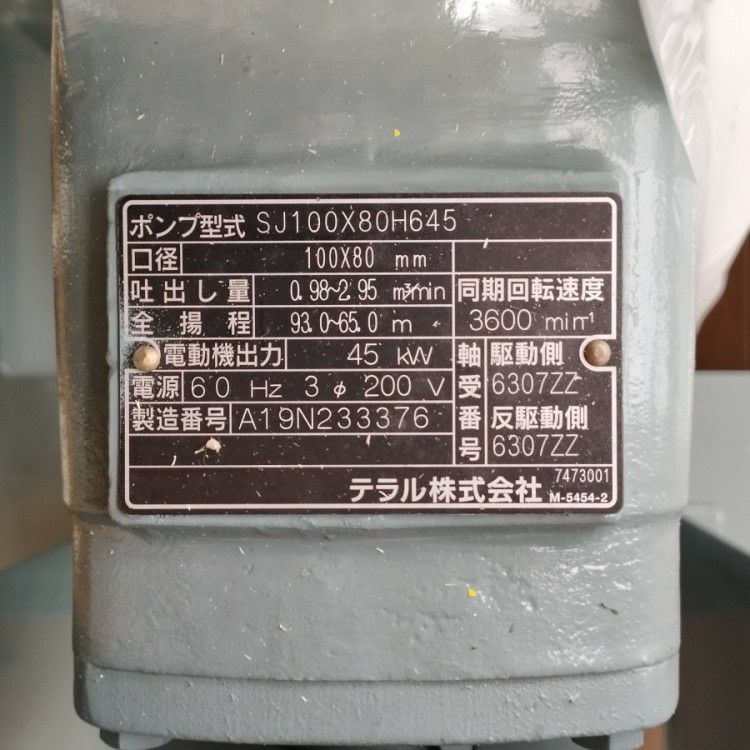 ポンプ型式 SJ100X80H645
口径 100X80 mm
吐出し量 0.98~2.95 m³/min 同期回転速度
全揚程 93.0~65.0 m 3600 min⁻¹
電動機出力 45 kW 軸受番号 駆動側
電源 60 Hz 3 φ 200 V 6307ZZ
製造番号 A19N233376 反駆動側
6307ZZ
7473001
テラル株式会社 M-5454-2